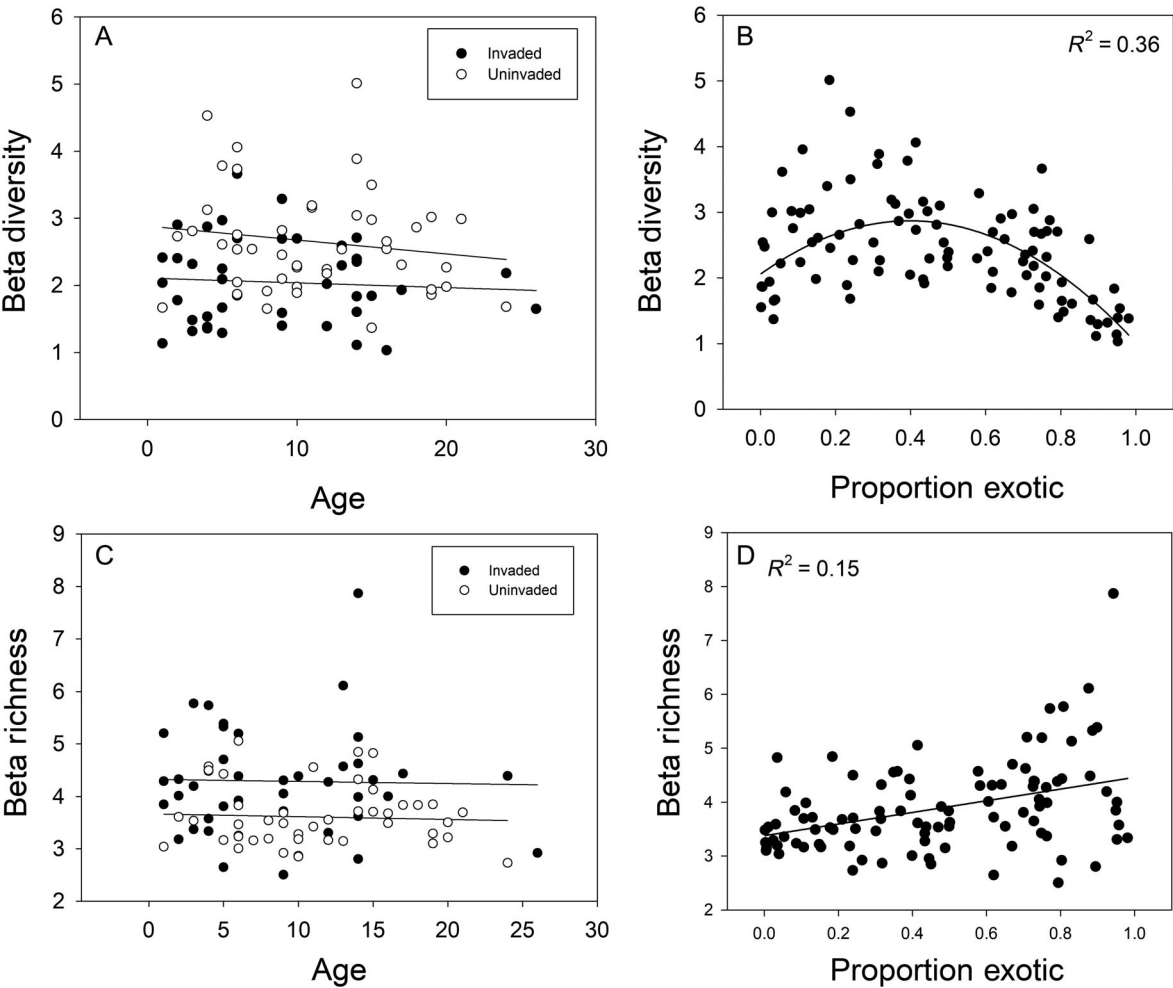 A
Invaded
Uninvaded
6
5
4
3
2
1
0
0 10 20 30
Beta diversity
Age
B
R² = 0.36
6
5
4
3
2
1
0
0.0 0.2 0.4 0.6 0.8 1.0
Beta diversity
Proportion exotic
C
Invaded
Uninvaded
9
8
7
6
5
4
3
2
0 5 10 15 20 25 30
Beta richness
Age
D
R² = 0.15
9
8
7
6
5
4
3
2
0.0 0.2 0.4 0.6 0.8 1.0
Beta richness
Proportion exotic